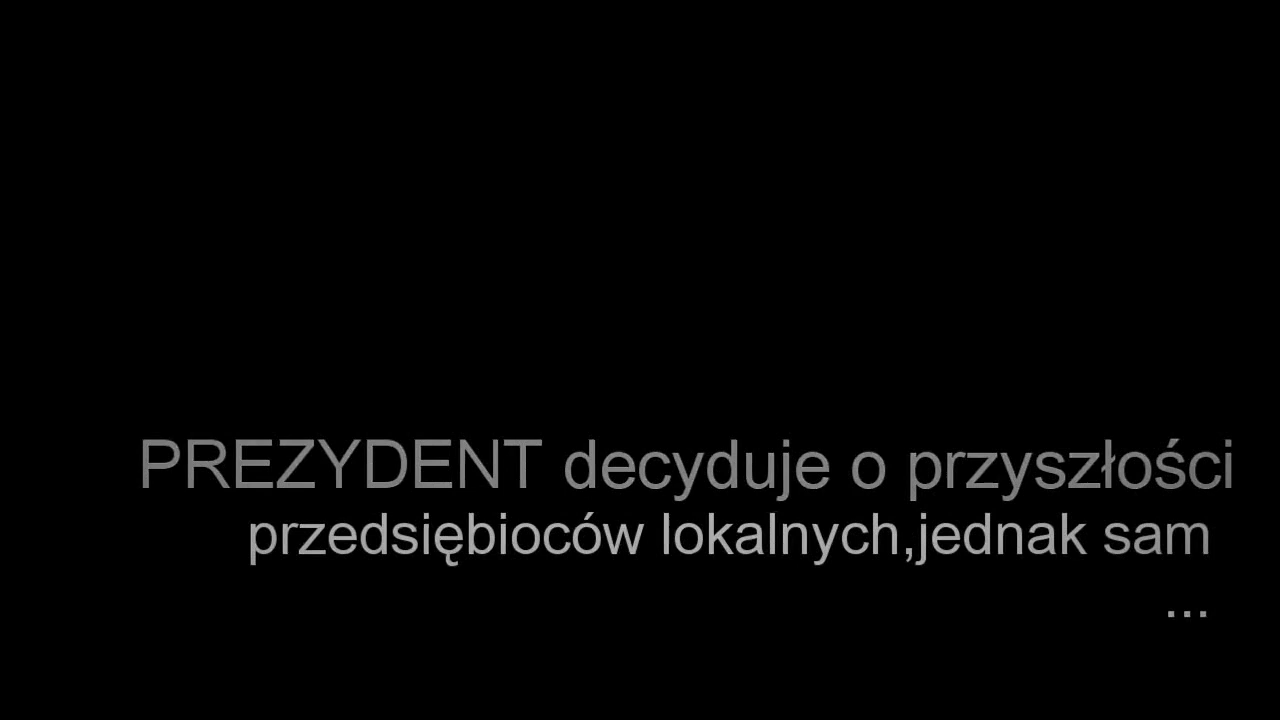 PREZYDENT decyduje o przyszłości
przedsiębioców lokalnych,jednak sam
...